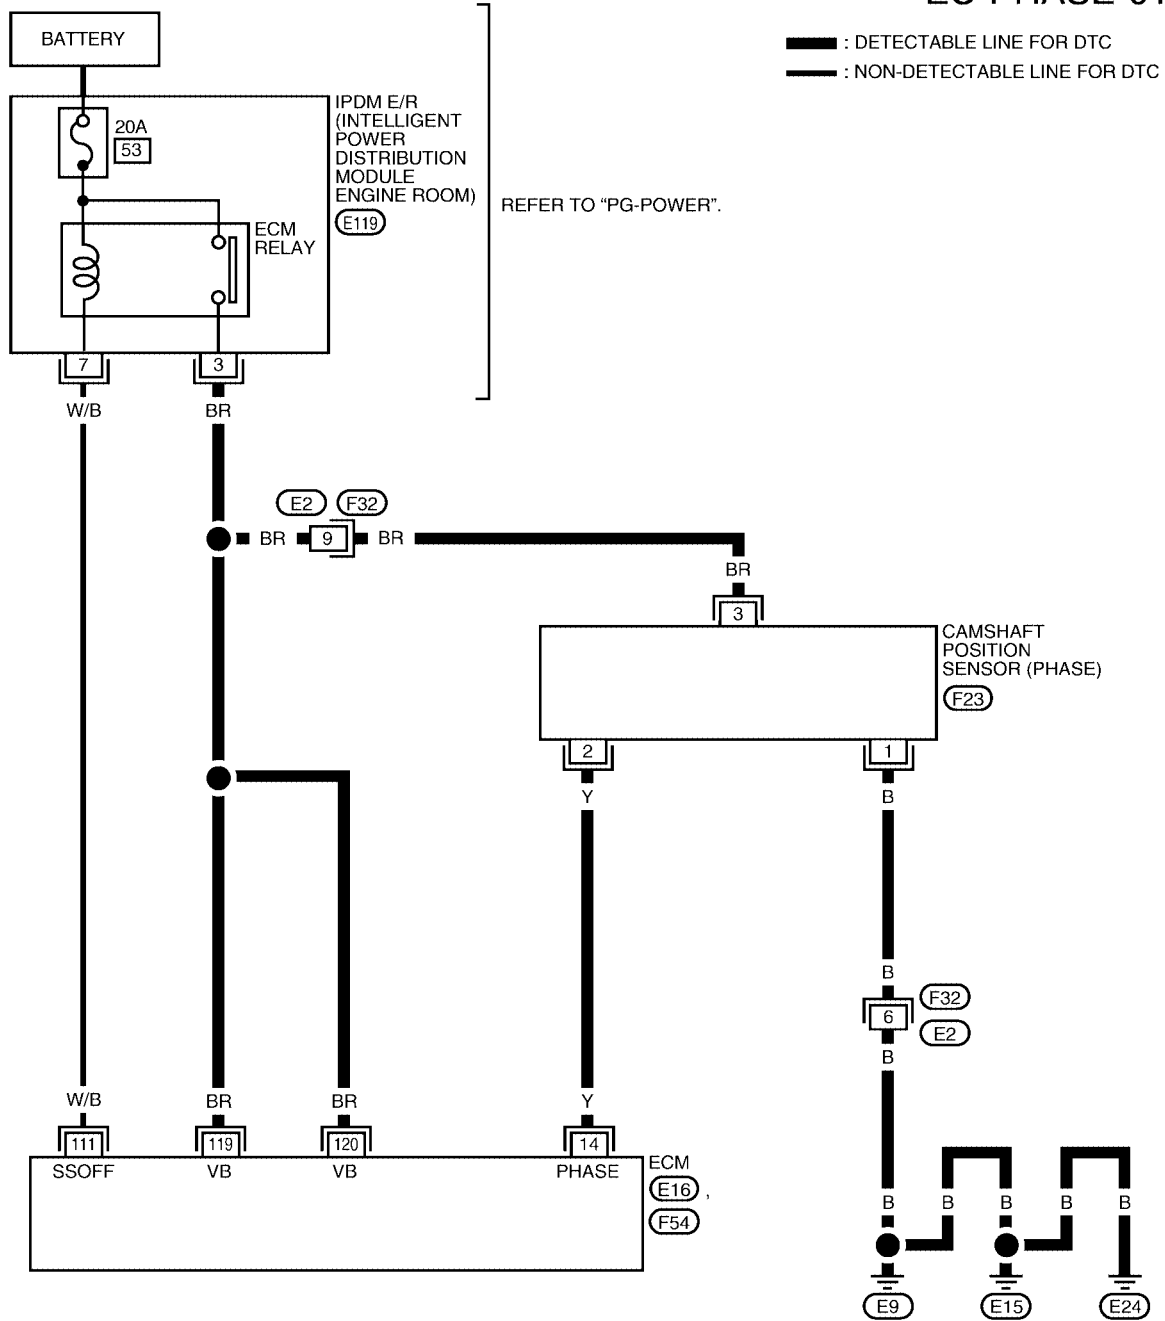 BATTERY
: DETECTABLE LINE FOR DTC
: NON-DETECTABLE LINE FOR DTC
IPDM E/R
(INTELLIGENT
POWER
DISTRIBUTION
MODULE
ENGINE ROOM)
E119
20A
53
ECM
RELAY
REFER TO “PG-POWER”.
7
3
W/B
BR
E2
F32
BR
9
BR
BR
3
CAMSHAFT
POSITION
SENSOR (PHASE)
F23
2
1
Y
B
B
6
F32
E2
B
W/B
BR
BR
Y
111
119
120
14
SSOFF
VB
VB
PHASE
ECM
E16 ,
F54
B
B
B
B
B
E9
E15
E24